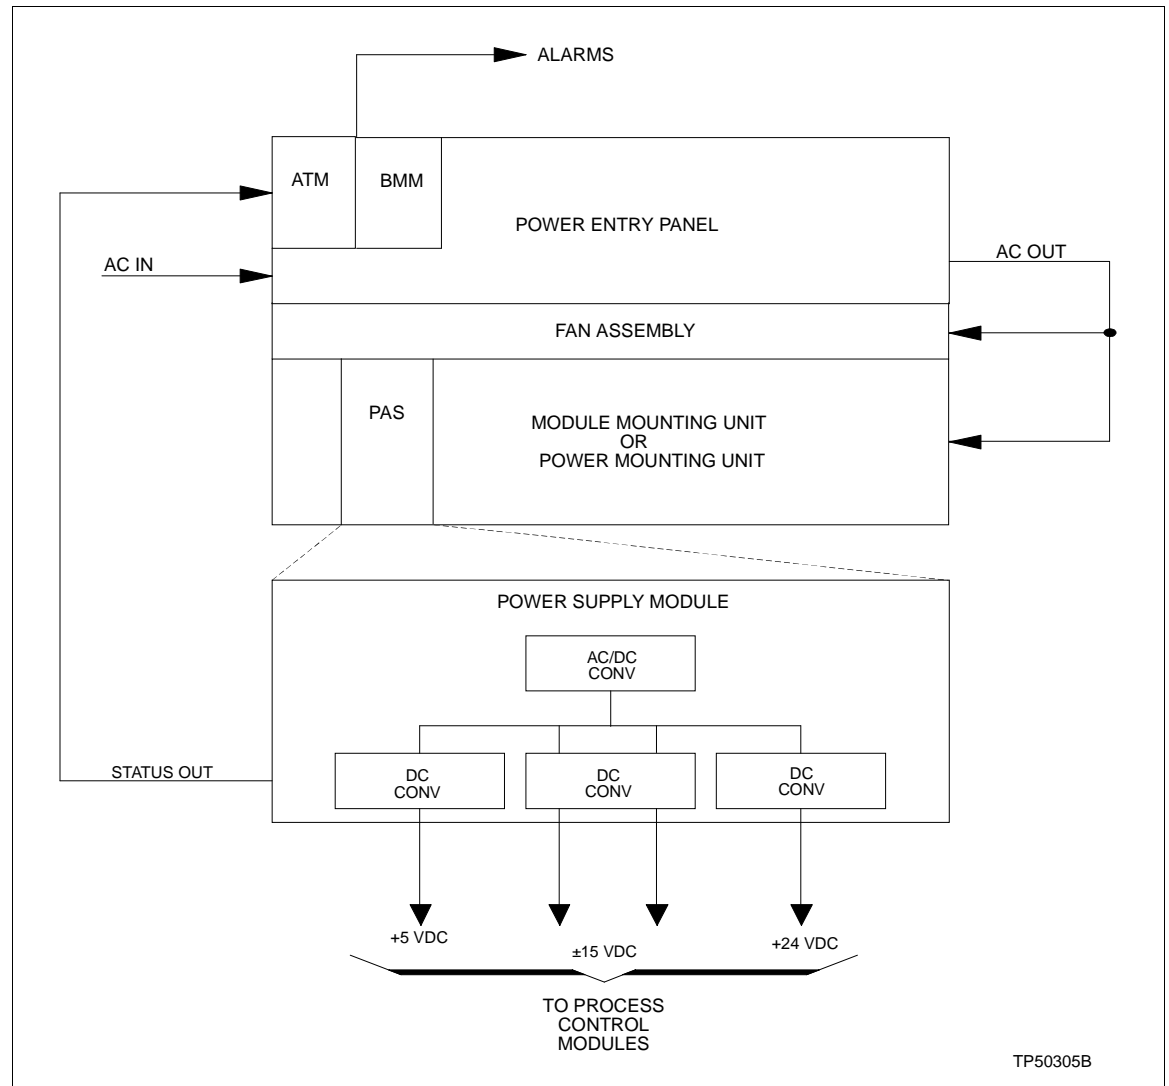 ALARMS
ATM
BMM
POWER ENTRY PANEL
AC IN
AC OUT
FAN ASSEMBLY
PAS
MODULE MOUNTING UNIT
OR
POWER MOUNTING UNIT
POWER SUPPLY MODULE
AC/DC
CONV
STATUS OUT
DC
CONV
DC
CONV
DC
CONV
+5 VDC
±15 VDC
+24 VDC
TO PROCESS
CONTROL
MODULES
TP50305B